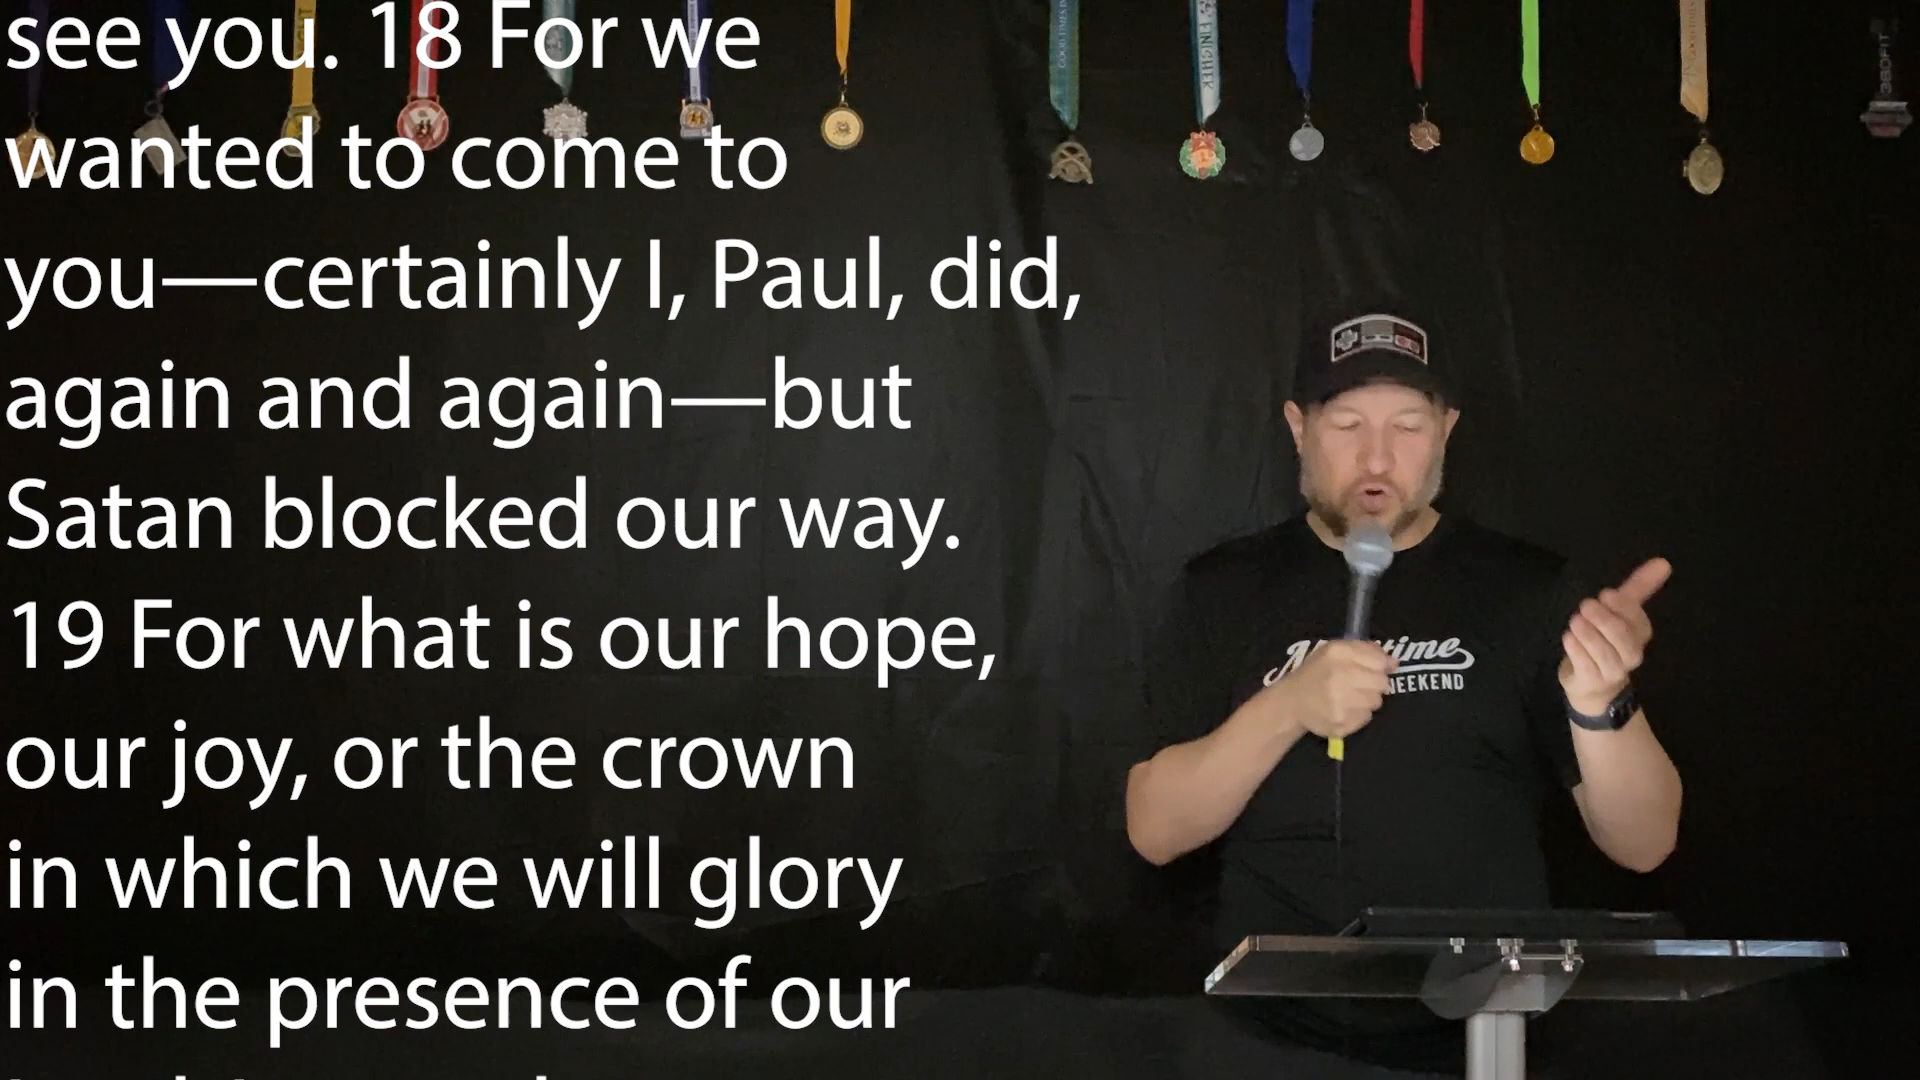 see you. 18 For we
wanted to come to
you—certainly I, Paul, did,
again and again—but
Satan blocked our way.
19 For what is our hope,
our joy, or the crown
in which we will glory
in the presence of our
FINISHER
WEEKEND